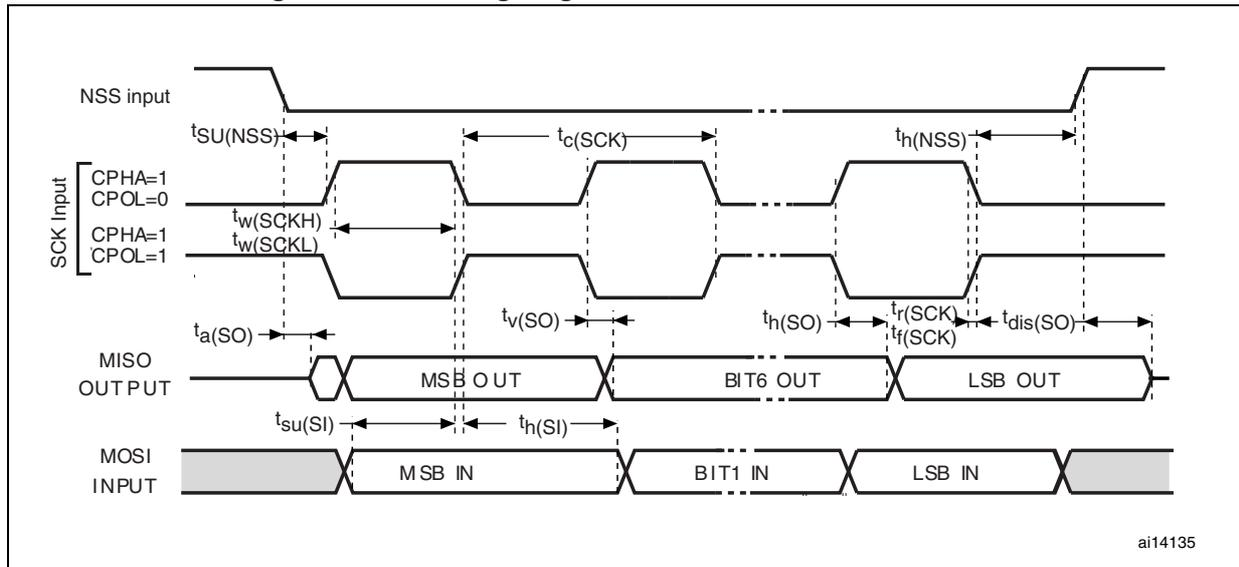 NSS input
tSU(NSS)
tc(SCK)
th(NSS)
SCK Input
CPHA=1
CPOL=0
tw(SCKH)
tw(SCKL)
CPHA=1
CPOL=1
ta(SO)
tv(SO)
th(SO)
tr(SCK)
tf(SCK)
tdis(SO)
MISO
OUTPUT
MSB OUT
BIT6 OUT
LSB OUT
tsu(SI)
th(SI)
MOSI
INPUT
MSB IN
BIT1 IN
LSB IN
ai14135